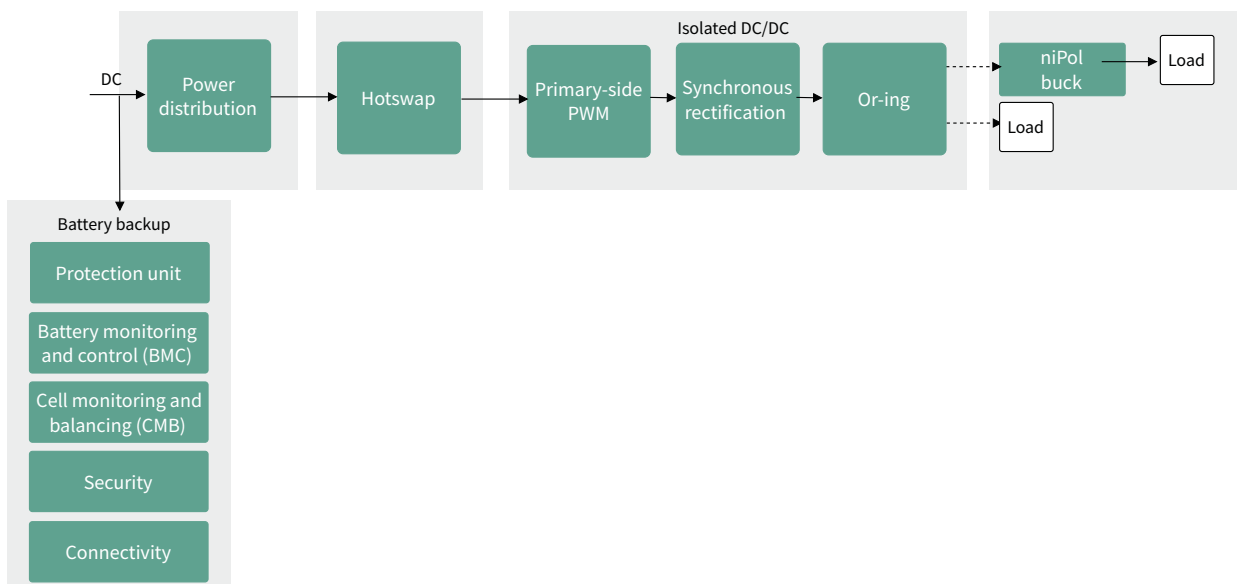 Isolated DC/DC
DC
Power
distribution
Hotswap
Primary-side
PWM
Synchronous
rectification
Or-ing
niPol
buck
Load
Load
Battery backup
Protection unit
Battery monitoring
and control (BMC)
Cell monitoring and
balancing (CMB)
Security
Connectivity